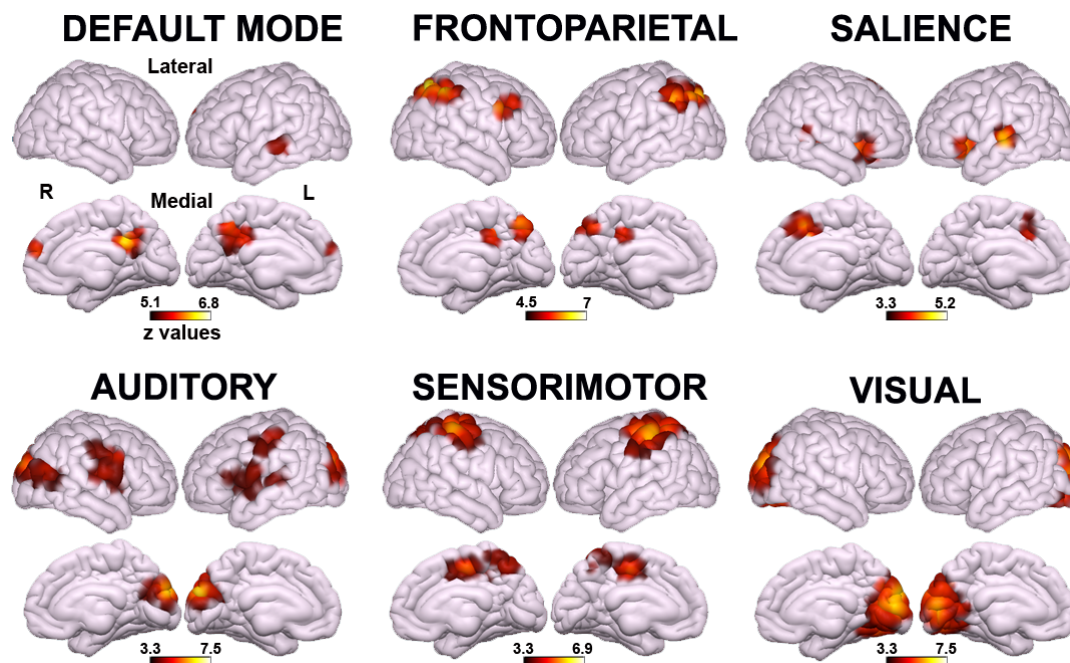 DEFAULT MODE
FRONTOPARIETAL
SALIENCE
Lateral
R
Medial
L
5.1 6.8
z values
4.5 7
3.3 5.2
AUDITORY
SENSORIMOTOR
VISUAL
3.3 7.5
3.3 6.9
3.3 7.5